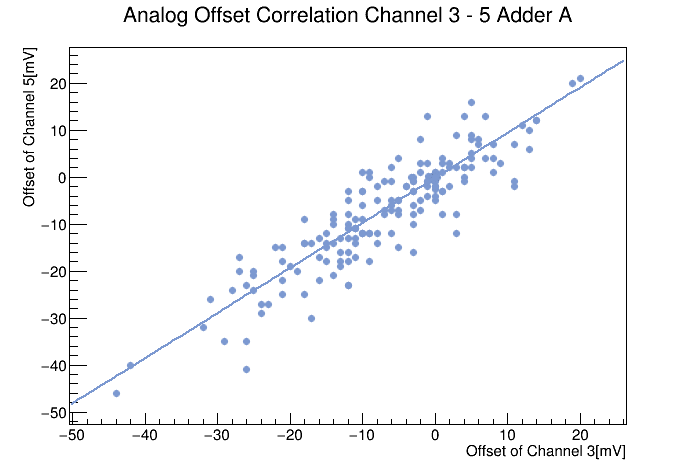 Analog Offset Correlation Channel 3 - 5 Adder A
Offset of Channel 5[mV]
20
10
0
−10
−20
−30
−40
−50
−50 −40 −30 −20 −10 0 10 20
Offset of Channel 3[mV]